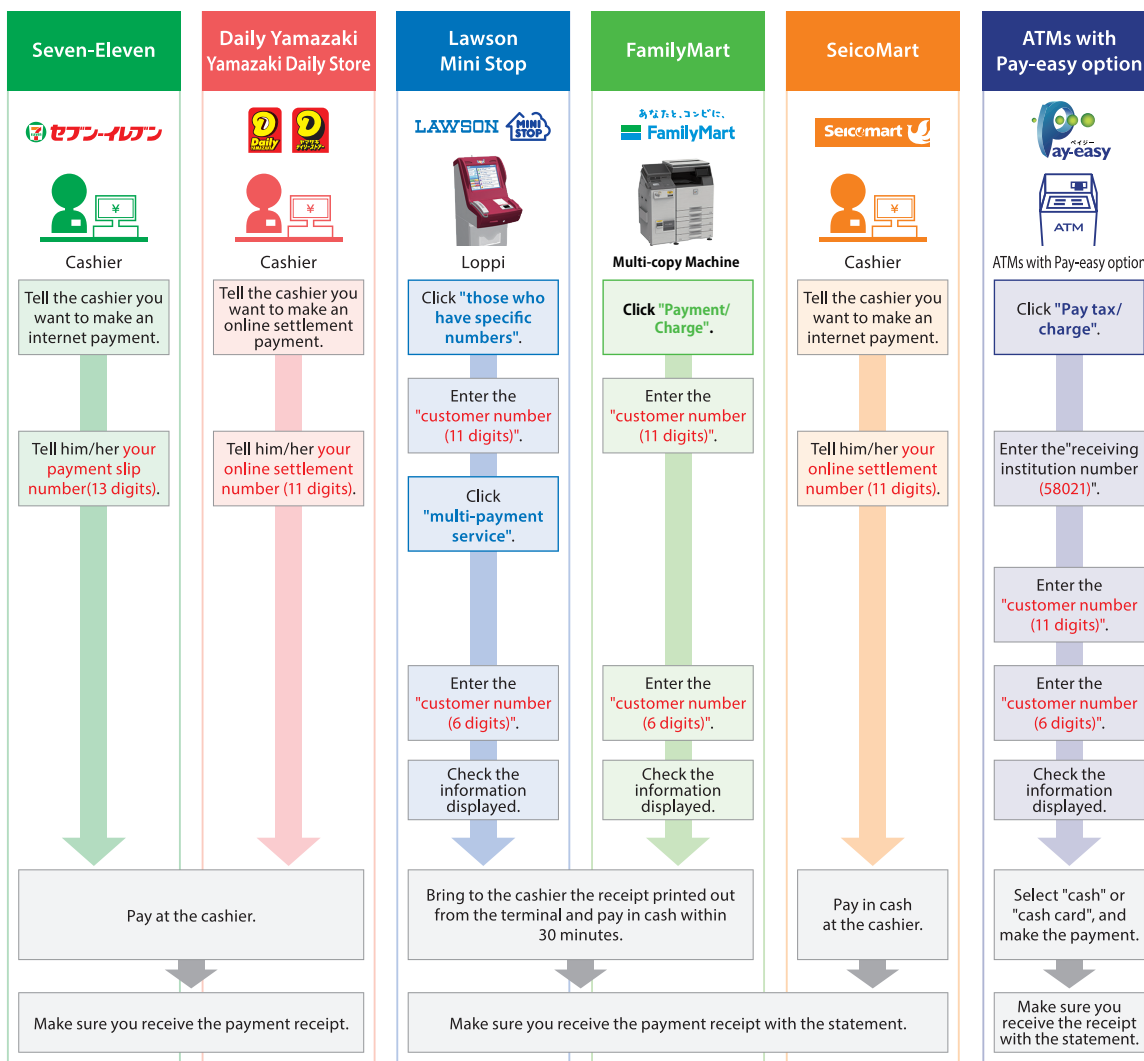 Seven-Eleven
セブン-イレブン
¥
Cashier
Tell the cashier you
want to make an
internet payment.
Tell him/her your
payment slip
number(13 digits).
Daily Yamazaki
Yamazaki Daily Store
Daily
YAMAZAKI
ヤマザキ
デイリーストアー
¥
Cashier
Tell the cashier you
want to make an
online settlement
payment.
Tell him/her your
online settlement
number (11 digits).
Pay at the cashier.
Make sure you receive the payment receipt.
Lawson
Mini Stop
LAWSON
MINI
STOP
Loppi
Click "those who
have specific
numbers".
Enter the
"customer number
(11 digits)".
Click
"multi-payment
service".
Enter the
"customer number
(6 digits)".
Check the
information
displayed.
FamilyMart
あなたと、コンビに、
FamilyMart
Multi-copy Machine
Click "Payment/
Charge".
Enter the
"customer number
(11 digits)".
Enter the
"customer number
(6 digits)".
Check the
information
displayed.
Bring to the cashier the receipt printed out
from the terminal and pay in cash within
30 minutes.
SeicoMart
Seicomart
¥
Cashier
Tell the cashier you
want to make an
internet payment.
Tell him/her your
online settlement
number (11 digits).
Pay in cash
at the cashier.
Make sure you receive the payment receipt with the statement.
ATMs with
Pay-easy option
ペイジー
Pay-easy
ATM
ATMs with Pay-easy option
Click "Pay tax/
charge".
Enter the"receiving
institution number
(58021)".
Enter the
"customer number
(11 digits)".
Enter the
"customer number
(6 digits)".
Check the
information
displayed.
Select "cash" or
"cash card", and
make the payment.
Make sure you
receive the receipt
with the statement.